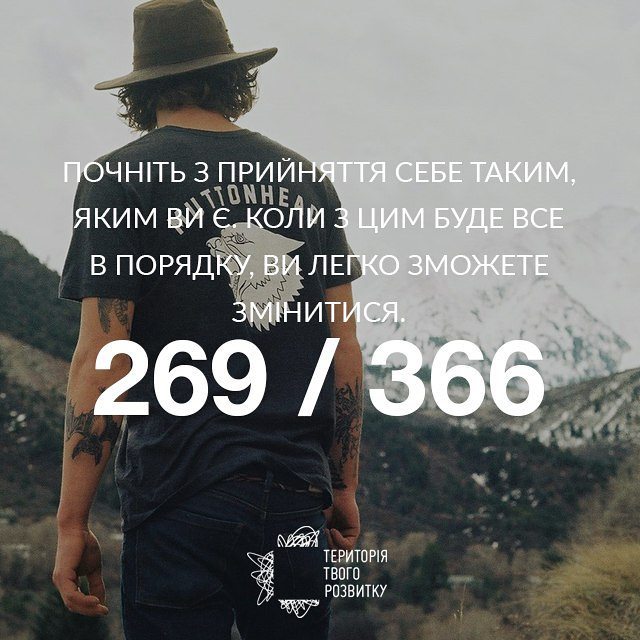 ПОЧНІТЬ З ПРИЙНЯТТЯ СЕБЕ ТАКИМ,
ЯКИМ ВИ Є. КОЛИ З ЦИМ БУДЕ ВСЕ
В ПОРЯДКУ, ВИ ЛЕГКО ЗМОЖЕТЕ
ЗМІНИТИСЯ.
269 / 366
MUTTONHEAD
ТЕРИТОРІЯ
ТВОГО
РОЗВИТКУ